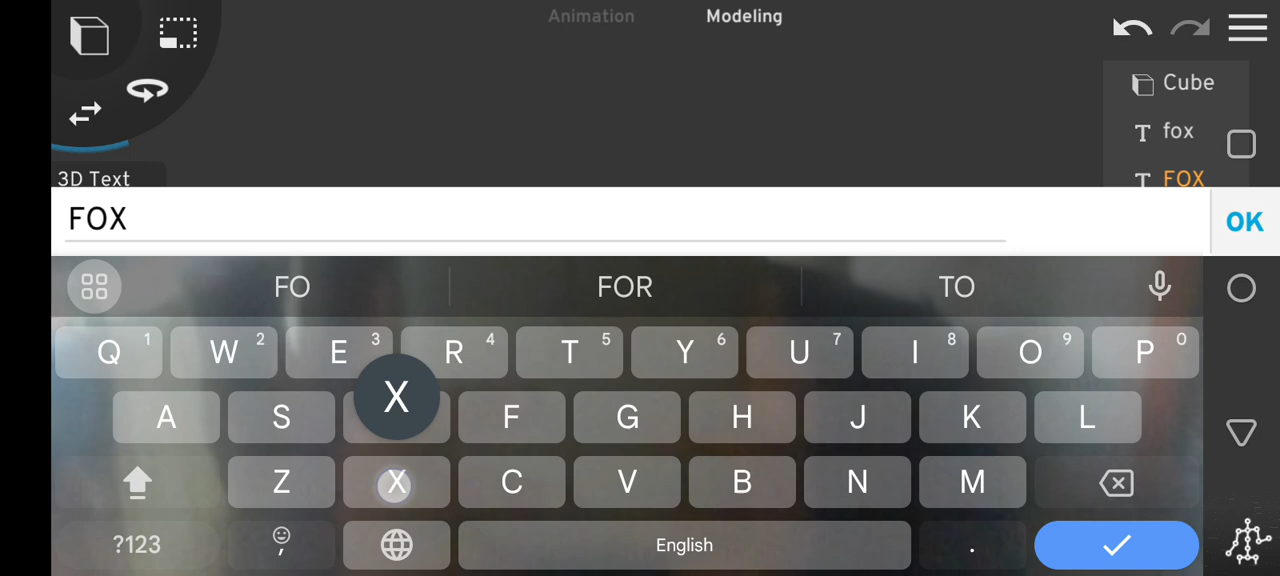 Animation Modeling
Cube
fox
3D Text
FOX
FOX
OK
FO FOR TO
Q 1 W 2 E 3 R 4 T 5 Y 6 U 7 I 8 O 9 P 0
X
A S F G H J K L
Z X C V B N M
?123 , English .